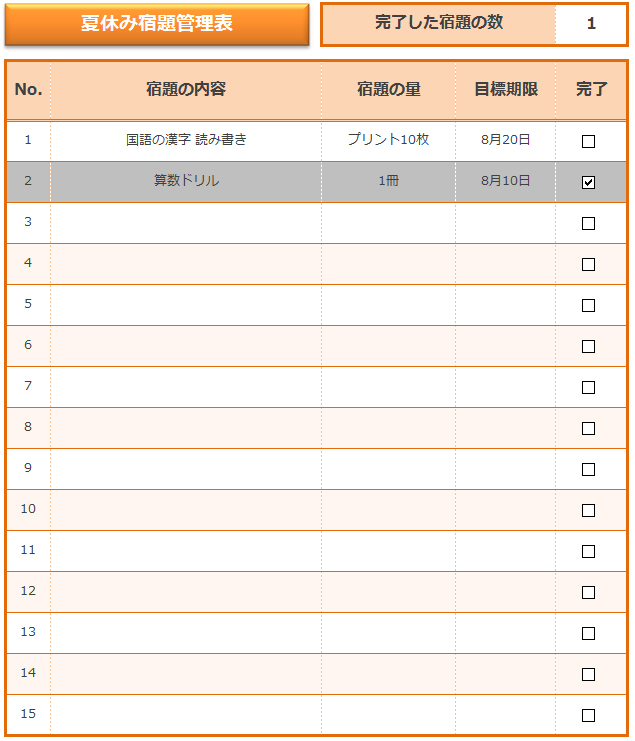 夏休み宿題管理表
完了した宿題の数 1
No. 宿題の内容 宿題の量 目標期限 完了
1 国語の漢字 読み書き プリント10枚 8月20日
2 算数ドリル 1冊 8月10日
3
4
5
6
7
8
9
10
11
12
13
14
15